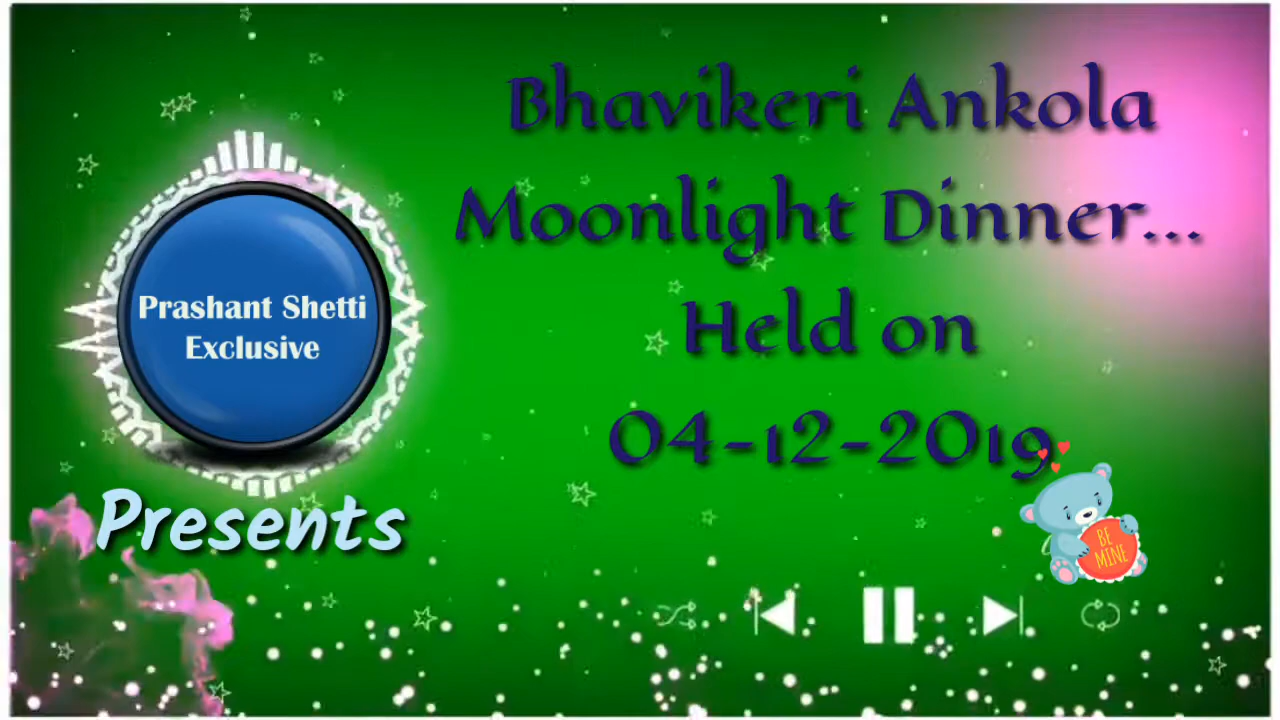 Prashant Shetti
Exclusive
Presents
Bhavikeri Ankola
Moonlight Dinner...
Held on
04-12-2019
BE
MINE